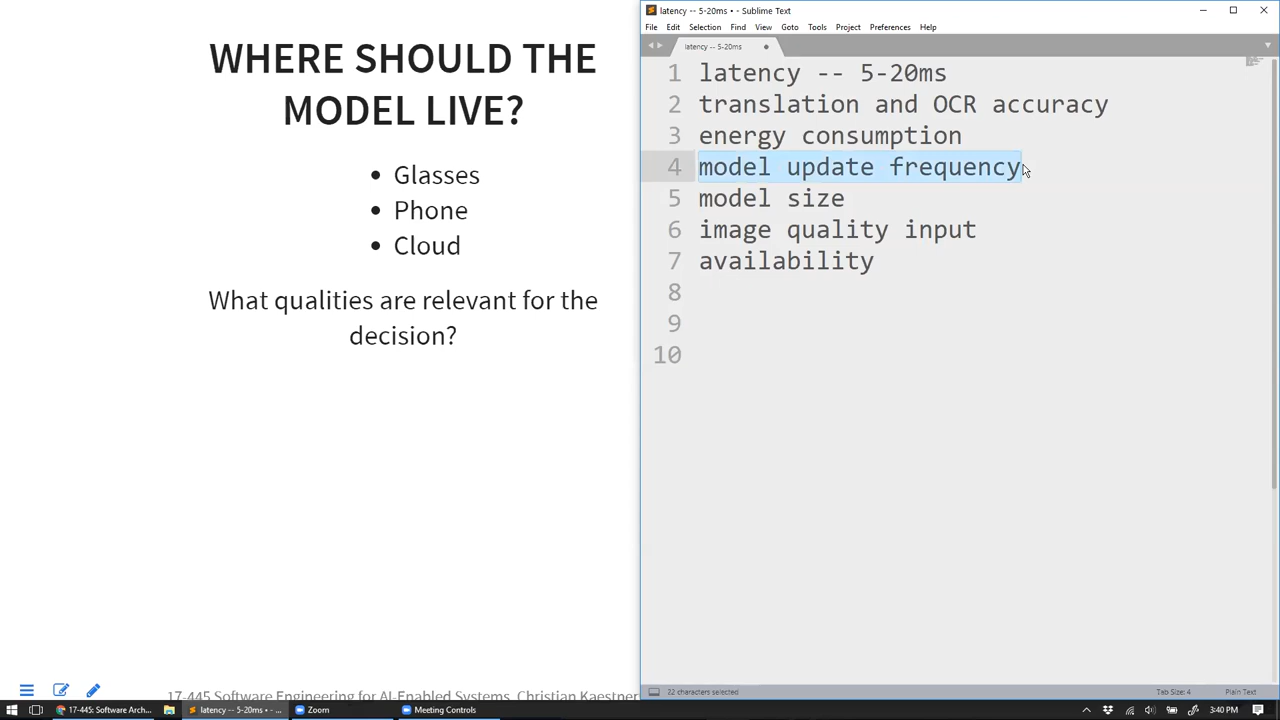 WHERE SHOULD THE
MODEL LIVE?
Glasses
Phone
Cloud
What qualities are relevant for the
decision?
17-445 Software Engineering for AI-Enabled Systems, Christian Kaestner
latency -- 5-20ms • - Sublime Text
File Edit Selection Find View Goto Tools Project Preferences Help
latency -- 5-20ms
1 latency -- 5-20ms
2 translation and OCR accuracy
3 energy consumption
4 model update frequency
5 model size
6 image quality input
7 availability
8
9
10
22 characters selected
Tab Size: 4
Plain Text
17-445: Software Arch...
latency -- 5-20ms • - ...
Zoom
Meeting Controls
3:40 PM